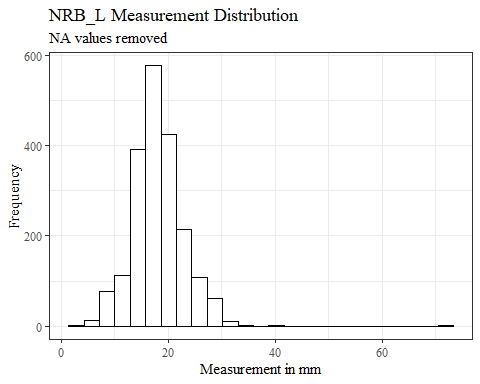 NRB_L Measurement Distribution
NA values removed
600
400
200
0
Frequency
0 20 40 60
Measurement in mm